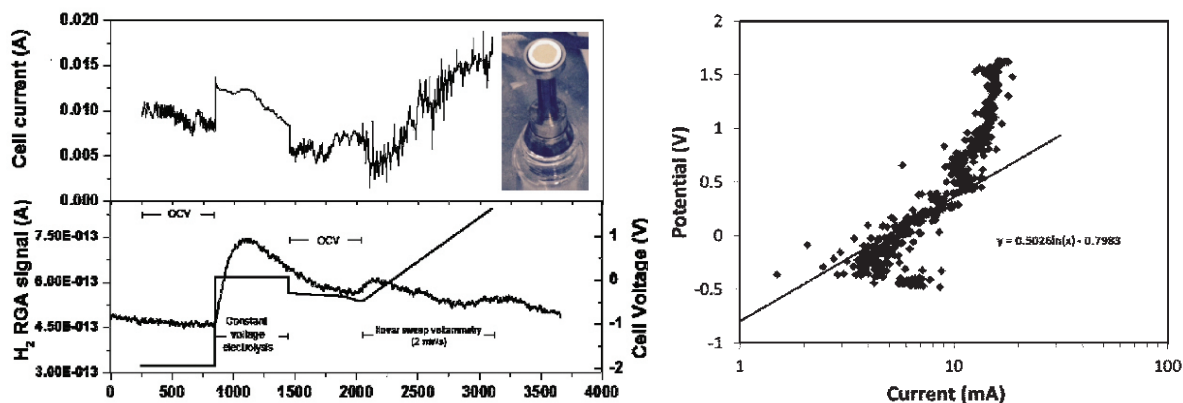 Cell current (A)
0.020
0.015
0.010
0.005
0.000
H2 RGA signal (A)
7.50E-013
6.00E-013
4.50E-013
3.00E-013
OCV
OCV
Constant
voltage
electrolysis
linear sweep voltammetry
(2 mV/s)
Cell Voltage (V)
1
0
-1
-2
0 500 1000 1500 2000 2500 3000 3500 4000
Potential (V)
2
1.5
1
0.5
0
-0.5
-1
y = 0.5026ln(x) - 0.7983
1 10 100
Current (mA)